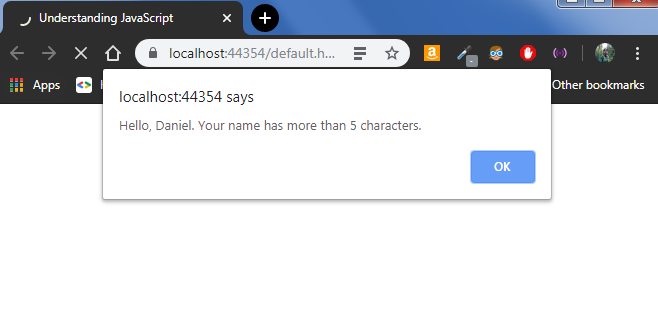 Understanding JavaScript
localhost:44354/default.h...
Apps
Other bookmarks
localhost:44354 says
Hello, Daniel. Your name has more than 5 characters.
OK